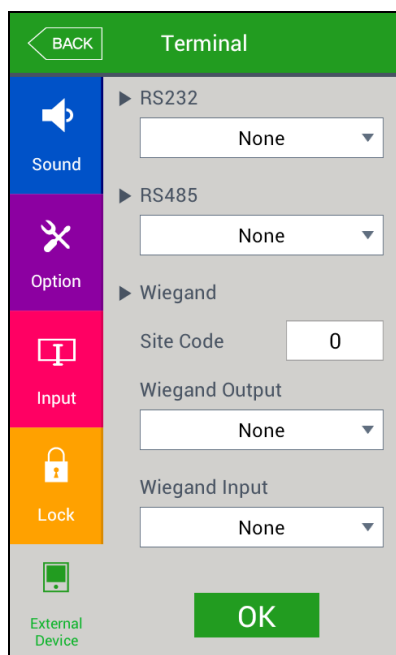 BACK
Terminal
Sound
Option
Input
Lock
External
Device
RS232
None
RS485
None
Wiegand
Site Code
0
Wiegand Output
None
Wiegand Input
None
OK